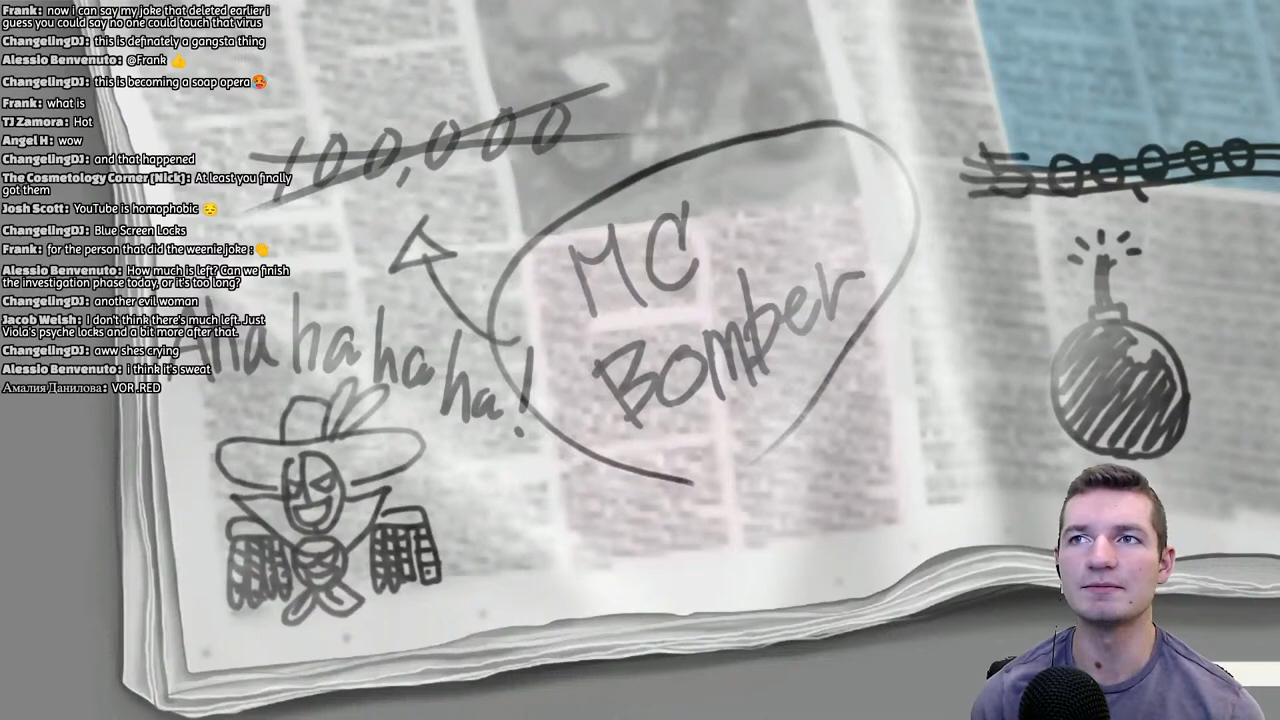 Frank: now i can say my joke that deleted earlier i
guess you could say no one could touch that virus
ChangelingDJ: this is definately a gangsta thing
Alessio Benvenuto: @Frank 👍
ChangelingDJ: this is becoming a soap opera🥵
Frank: what is
TJ Zamora: Hot
Angel H: wow
ChangelingDJ: and that happened
The Cosmetology Corner (Nick): At least you finally
got them
Josh Scott: YouTube is homophobic 😔
ChangelingDJ: Blue Screen Locks
Frank: for the person that did the weenie joke : 👏
Alessio Benvenuto: How much is left? Can we finish
the investigation phase today, or it's too long?
ChangelingDJ: another evil woman
Jacob Welsh: I don't think there's much left. Just
Viola's psyche locks and a bit more after that.
ChangelingDJ: aww shes crying
Alessio Benvenuto: i think it's sweat
Амалия Данилова: VOR.RED
100,000
500,000
MC
Bomber
Aha ha ha ha!